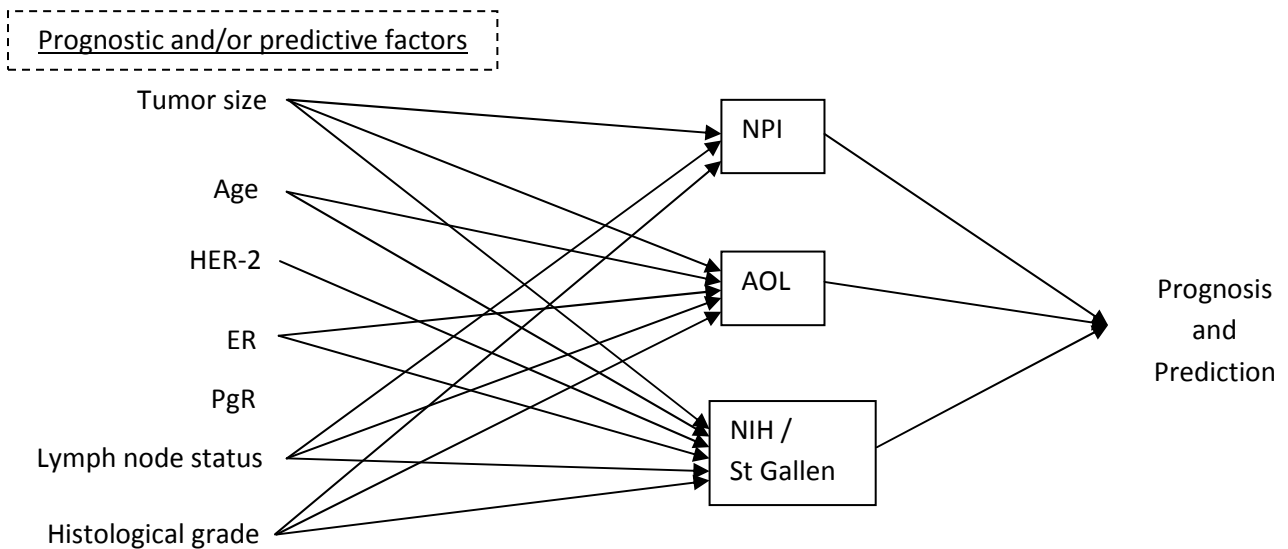 Prognostic and/or predictive factors
Tumor size
NPI
Age
HER-2
AOL
Prognosis
and
Prediction
ER
PgR
NIH /
St Gallen
Lymph node status
Histological grade